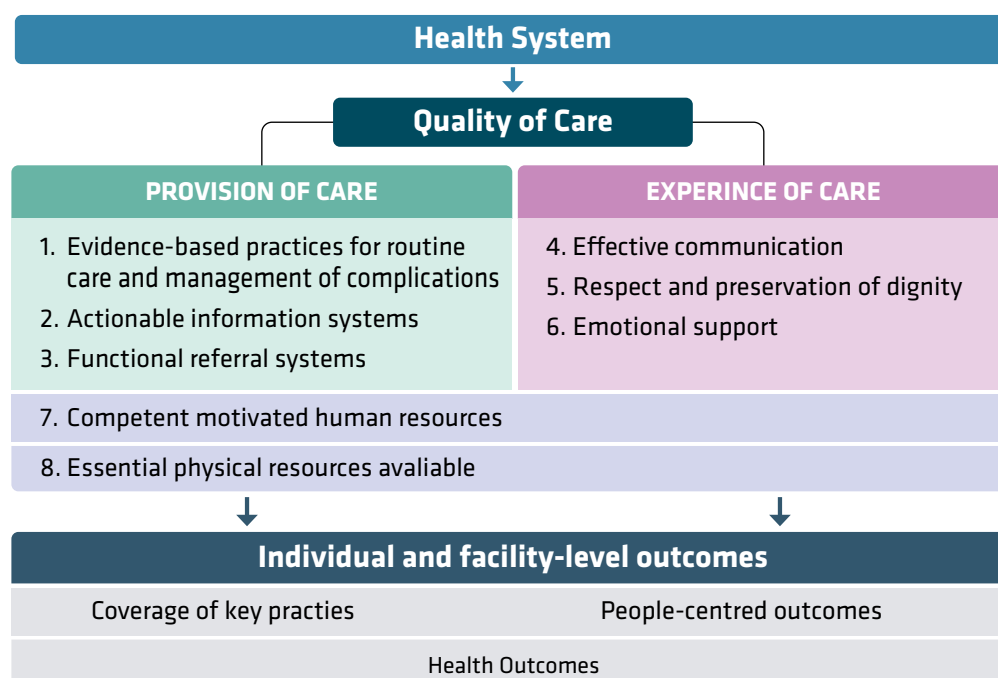 Health System
Quality of Care
PROVISION OF CARE
1. Evidence-based practices for routine
care and management of complications
2. Actionable information systems
3. Functional referral systems
EXPERINCE OF CARE
4. Effective communication
5. Respect and preservation of dignity
6. Emotional support
7. Competent motivated human resources
8. Essential physical resources avaliable
Individual and facility-level outcomes
Coverage of key practies
People-centred outcomes
Health Outcomes